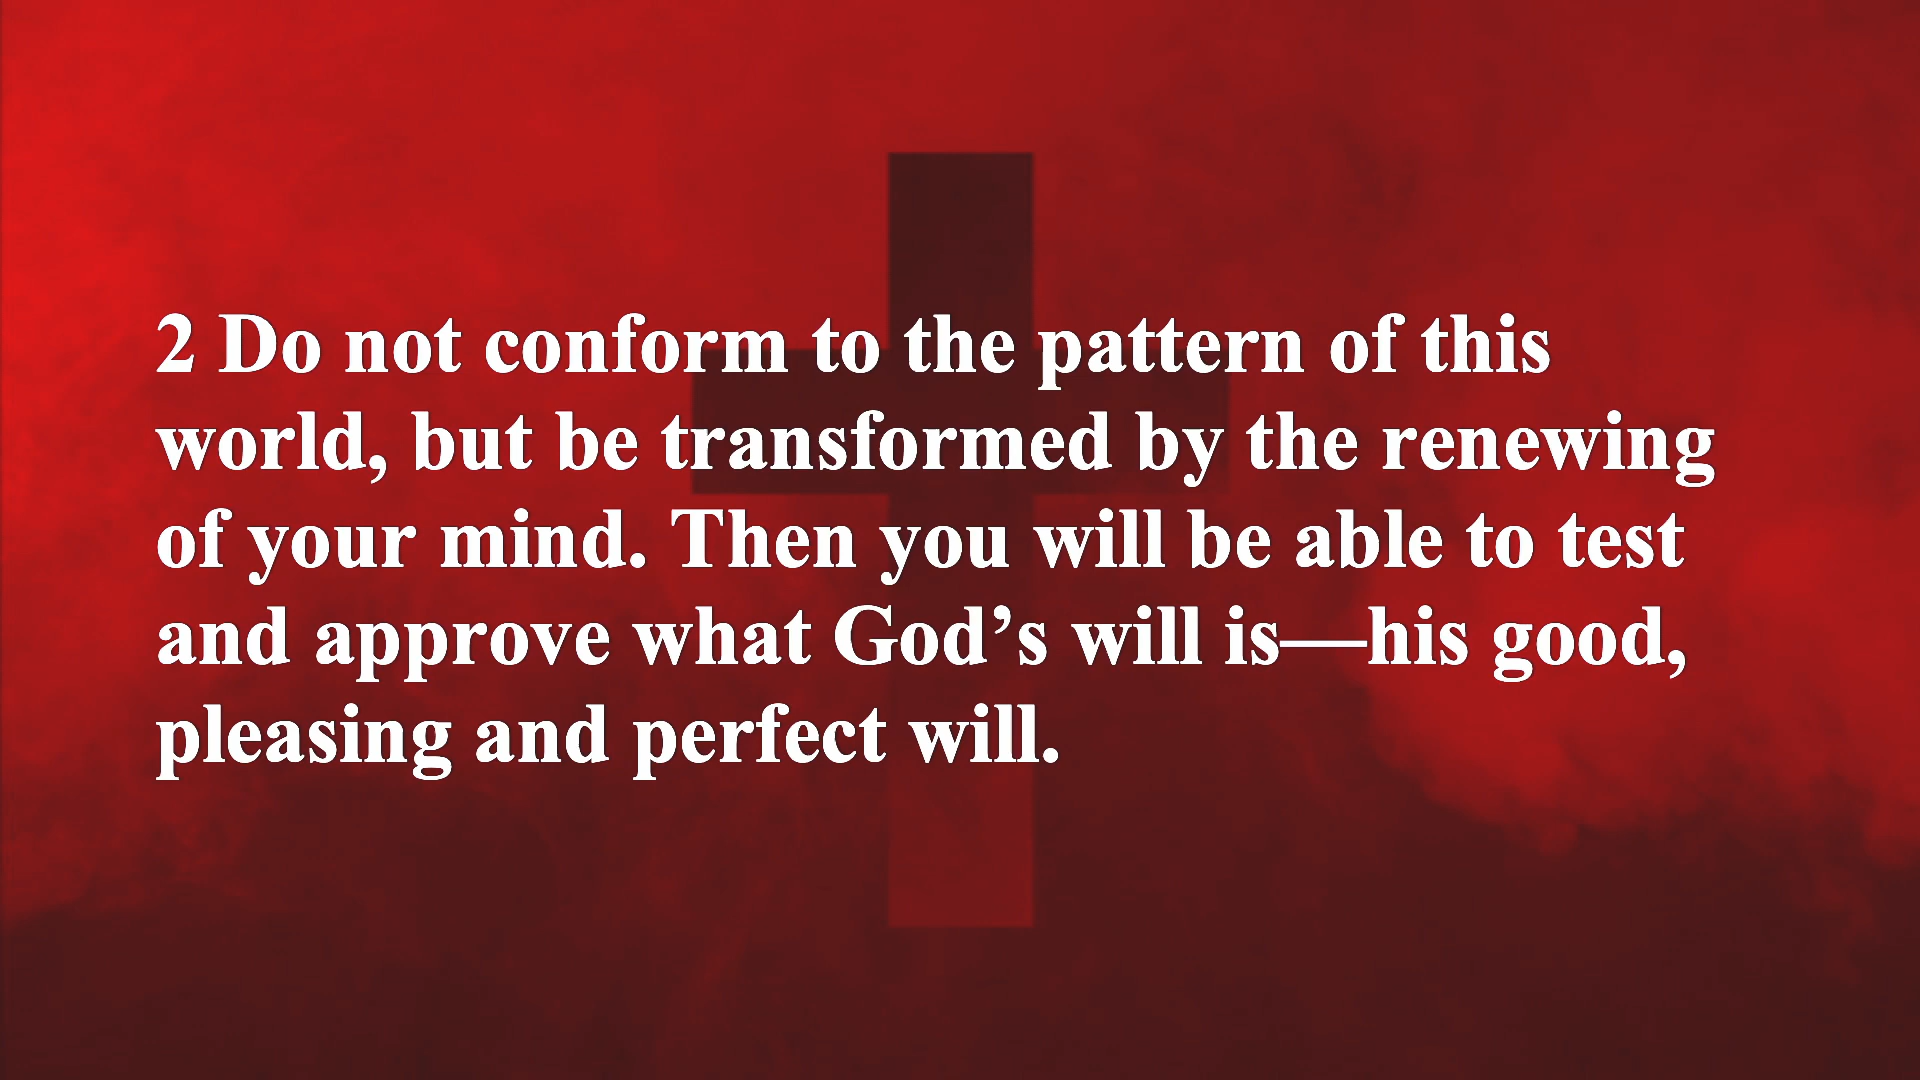 2 Do not conform to the pattern of this
world, but be transformed by the renewing
of your mind. Then you will be able to test
and approve what God’s will is—his good,
pleasing and perfect will.